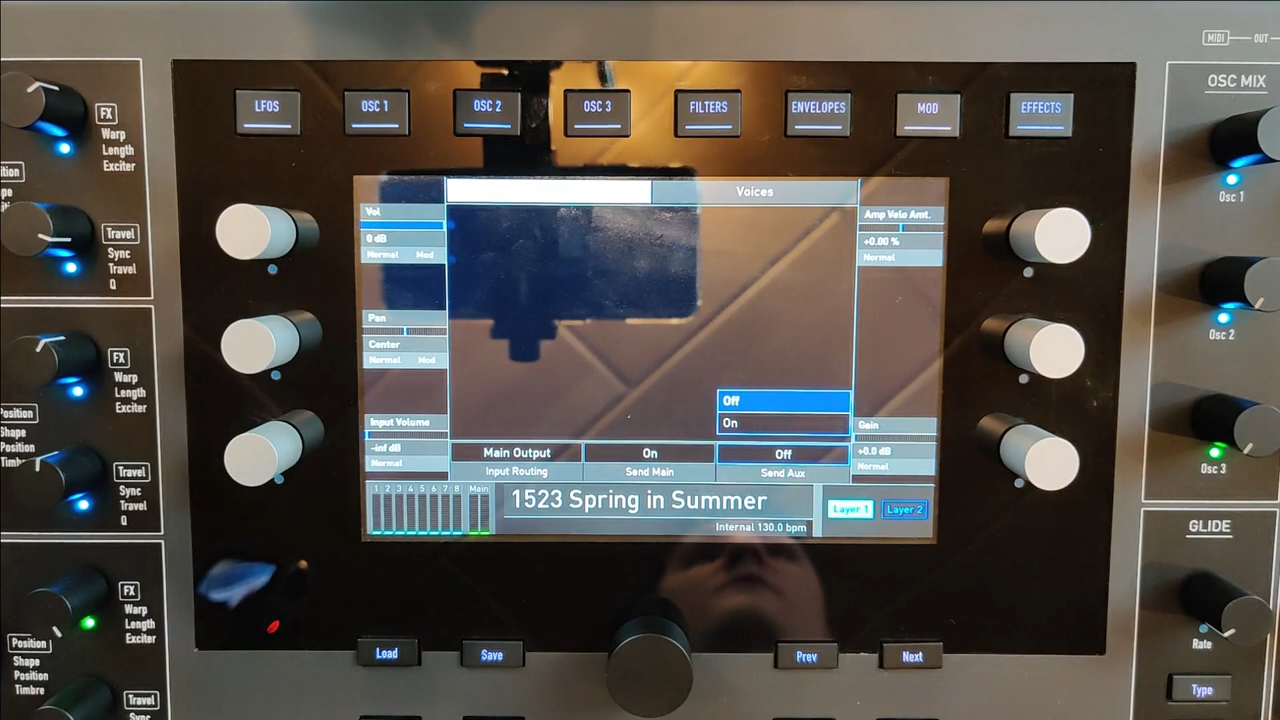 MIDI OUT
OSC MIX
LFOS
OSC 1
OSC 2
OSC 3
FILTERS
ENVELOPES
MOD
EFFECTS
FX
Warp
Length
Exciter
Travel
Sync
Travel
Q
FX
Warp
Length
Exciter
Position
Shape
Position
Travel
Sync
Travel
Q
FX
Warp
Length
Exciter
Position
Shape
Position
Timbre
Travel
Voices
Vol
0 dB
Normal Mod
Pan
Center
Normal Mod
Input Volume
-inf dB
Normal
Amp Velo Amt.
+0.00 %
Normal
Off
On
Gain
+0.0 dB
Normal
Main Output On Off
Input Routing Send Main Send Aux
1 2 3 4 5 6 7 8 Main
1523 Spring in Summer
Internal 130.0 bpm
Layer 1 Layer 2
Load
Save
Prev
Next
Osc 1
Osc 2
Osc 3
GLIDE
Rate
Type